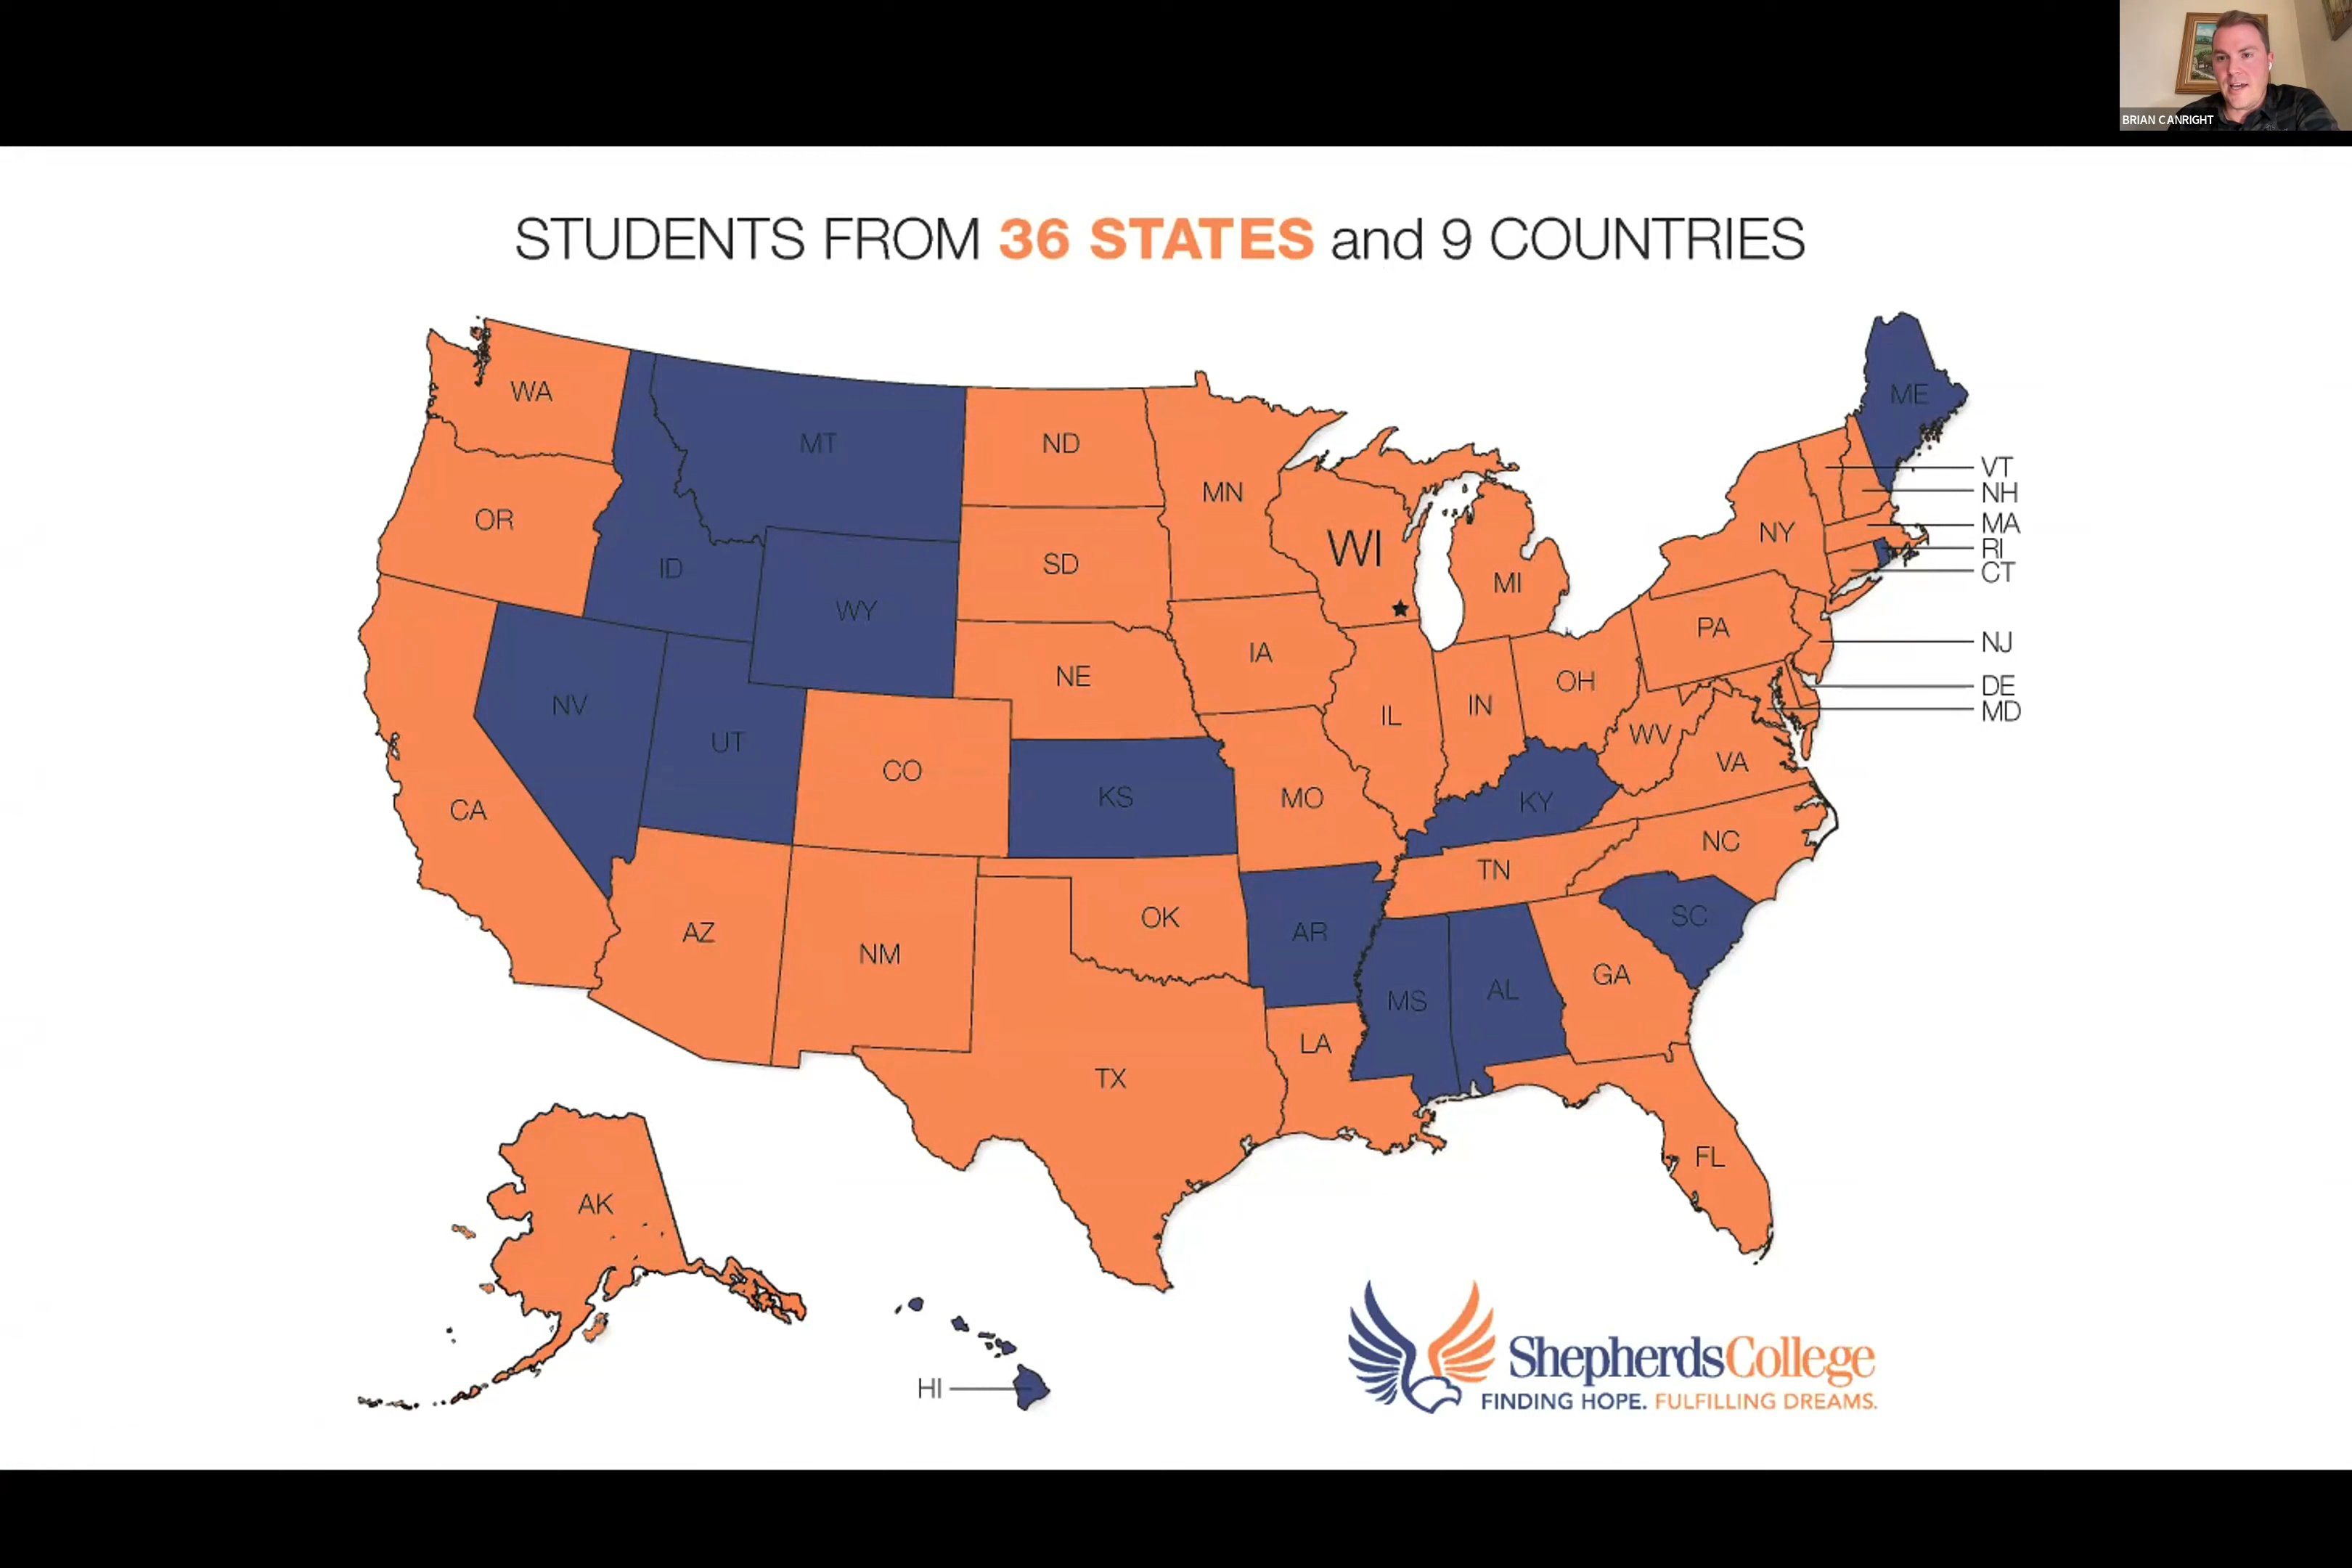 BRIAN CANRIGHT
STUDENTS FROM 36 STATES and 9 COUNTRIES
WA
MT
ND
MN
ME
VT
NH
MA
RI
CT
OR
ID
WY
SD
WI
MI
NY
PA
NJ
DE
MD
NV
UT
CO
NE
KS
IA
MO
IL
IN
OH
KY
WV
VA
NC
TN
SC
CA
AZ
NM
OK
AR
TX
LA
MS
AL
GA
FL
AK
HI
ShepherdsCollege
FINDING HOPE. FULFILLING DREAMS.